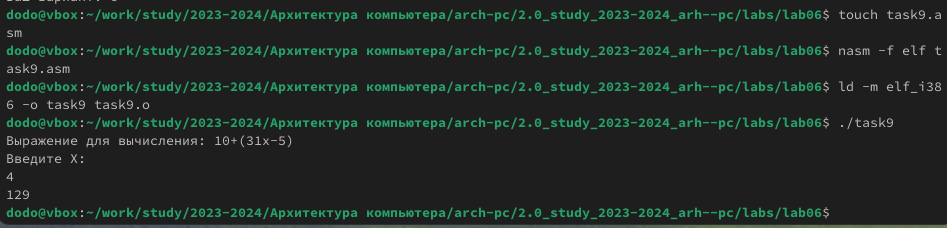 dodo@vbox:~/work/study/2023-2024/Архитектура компьютера/arch-pc/2.0_study_2023-2024_arh--pc/labs/lab06$ touch task9.a
sm
dodo@vbox:~/work/study/2023-2024/Архитектура компьютера/arch-pc/2.0_study_2023-2024_arh--pc/labs/lab06$ nasm -f elf t
ask9.asm
dodo@vbox:~/work/study/2023-2024/Архитектура компьютера/arch-pc/2.0_study_2023-2024_arh--pc/labs/lab06$ ld -m elf_i38
6 -o task9 task9.o
dodo@vbox:~/work/study/2023-2024/Архитектура компьютера/arch-pc/2.0_study_2023-2024_arh--pc/labs/lab06$ ./task9
Выражение для вычисления: 10+(31x-5)
Введите X:
4
129
dodo@vbox:~/work/study/2023-2024/Архитектура компьютера/arch-pc/2.0_study_2023-2024_arh--pc/labs/lab06$